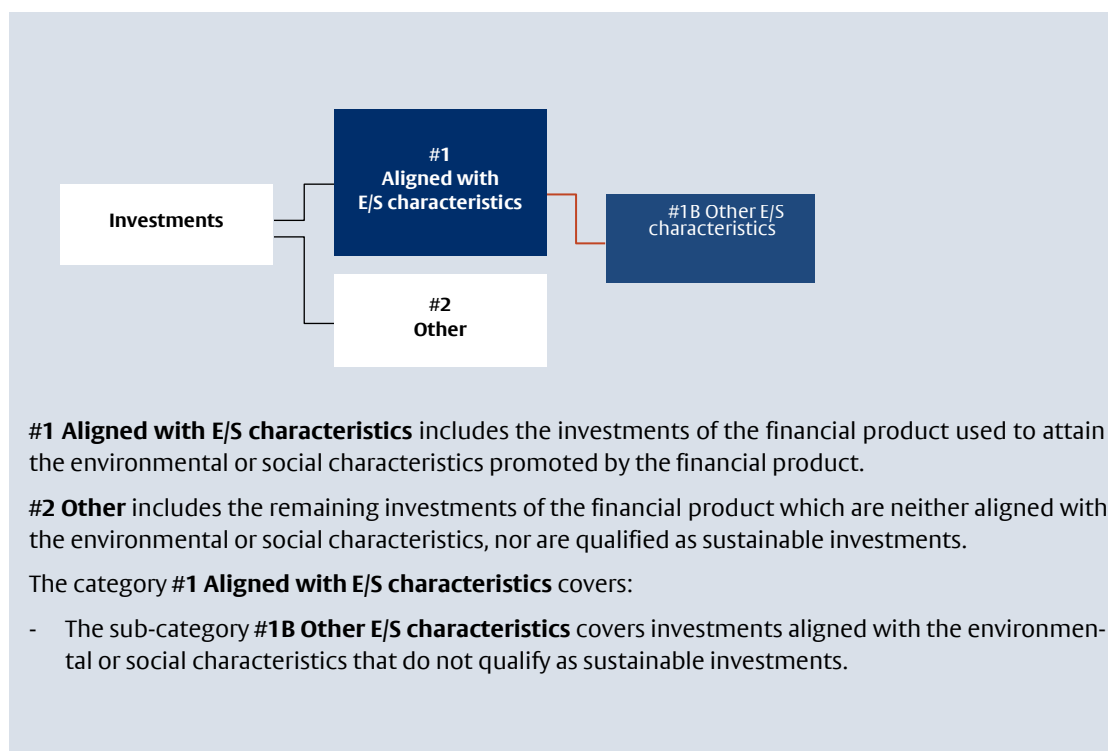 #1
Aligned with
E/S characteristics
Investments
#1B Other E/S
characteristics
#2
Other
#1 Aligned with E/S characteristics includes the investments of the financial product used to attain
the environmental or social characteristics promoted by the financial product.
#2 Other includes the remaining investments of the financial product which are neither aligned with
the environmental or social characteristics, nor are qualified as sustainable investments.
The category #1 Aligned with E/S characteristics covers:
- The sub-category #1B Other E/S characteristics covers investments aligned with the environmen-
tal or social characteristics that do not qualify as sustainable investments.